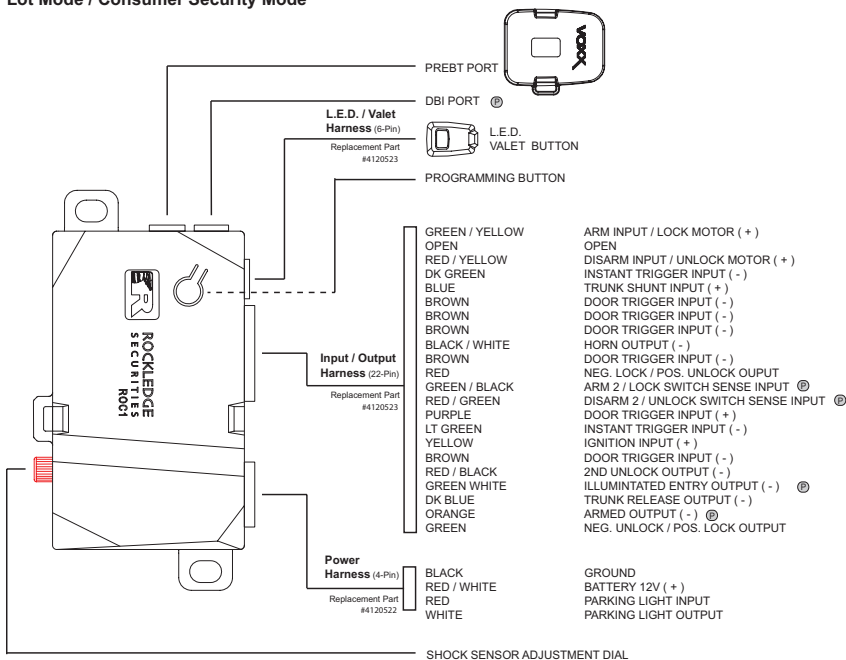 Lot Mode / Consumer Security Mode
VOXX
PREBT PORT
DBI PORT P
L.E.D. / Valet
Harness (6-Pin)
Replacement Part
#4120523
L.E.D.
VALET BUTTON
PROGRAMMING BUTTON
R
ROCKLEDGE
SECURITIES
ROC1
Input / Output
Harness (22-Pin)
Replacement Part
#4120523
GREEN / YELLOW ARM INPUT / LOCK MOTOR ( + )
OPEN OPEN
RED / YELLOW DISARM INPUT / UNLOCK MOTOR ( + )
DK GREEN INSTANT TRIGGER INPUT ( - )
BLUE TRUNK SHUNT INPUT ( + )
BROWN DOOR TRIGGER INPUT ( - )
BROWN DOOR TRIGGER INPUT ( - )
BROWN DOOR TRIGGER INPUT ( - )
BLACK / WHITE HORN OUTPUT ( - )
BROWN DOOR TRIGGER INPUT ( - )
RED NEG. LOCK / POS. UNLOCK OUPUT
GREEN / BLACK ARM 2 / LOCK SWITCH SENSE INPUT P
RED / GREEN DISARM 2 / UNLOCK SWITCH SENSE INPUT P
PURPLE DOOR TRIGGER INPUT ( + )
LT GREEN INSTANT TRIGGER INPUT ( - )
YELLOW IGNITION INPUT ( + )
BROWN DOOR TRIGGER INPUT ( - )
RED / BLACK 2ND UNLOCK OUTPUT ( - )
GREEN WHITE ILLUMINTATED ENTRY OUTPUT ( - ) P
DK BLUE TRUNK RELEASE OUTPUT ( - )
ORANGE ARMED OUTPUT ( - ) P
GREEN NEG. UNLOCK / POS. LOCK OUTPUT
Power
Harness (4-Pin)
Replacement Part
#4120522
BLACK GROUND
RED / WHITE BATTERY 12V ( + )
RED PARKING LIGHT INPUT
WHITE PARKING LIGHT OUTPUT
SHOCK SENSOR ADJUSTMENT DIAL